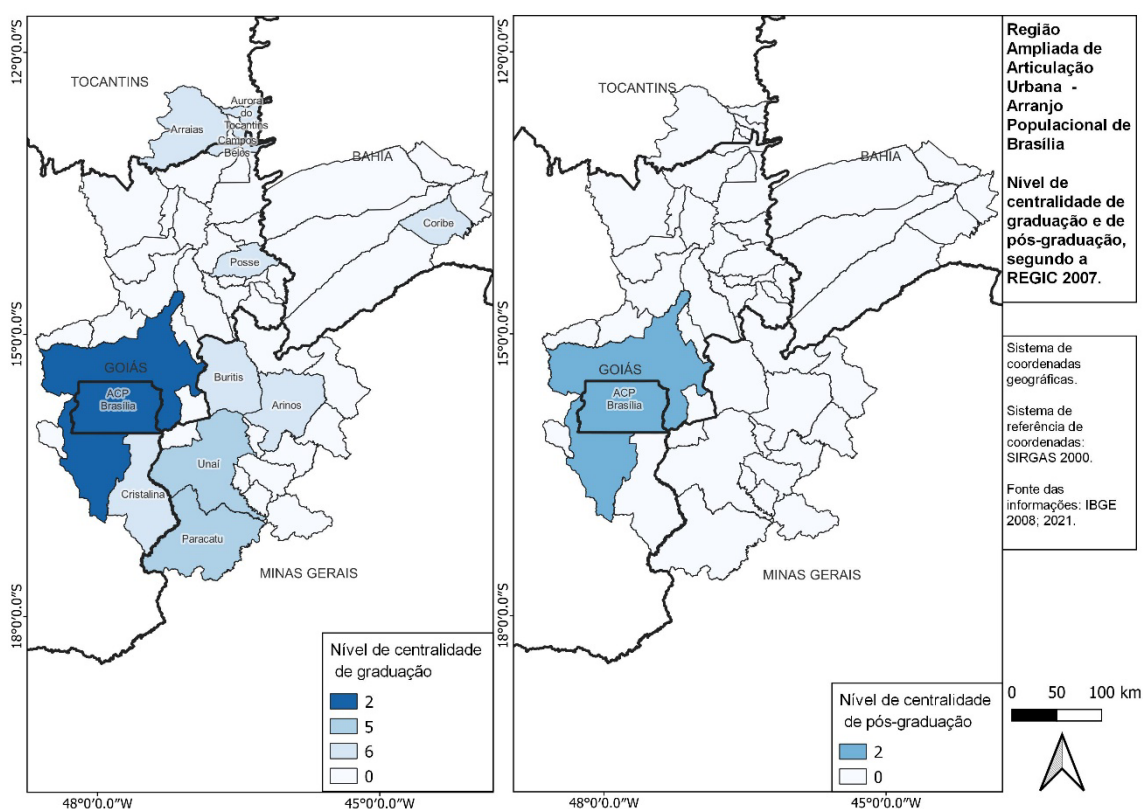 12°0'0.0"S
15°0'0.0"S
18°0'0.0"S
TOCANTINS
Aurora
do
Tocantins
Arraias
Campos
Belos
BAHIA
Coribe
Posse
GOIÁS
ACP
Brasília
Buritis
Arinos
Unaí
Cristalina
Paracatu
MINAS GERAIS
Nível de centralidade
de graduação
2
5
6
0
48°0'0.0"W
45°0'0.0"W
12°0'0.0"S
15°0'0.0"S
18°0'0.0"S
TOCANTINS
BAHIA
GOIÁS
ACP
Brasília
MINAS GERAIS
Nível de centralidade
de pós-graduação
2
0
48°0'0.0"W
45°0'0.0"W
Região
Ampliada de
Articulação
Urbana -
Arranjo
Populacional de
Brasília
Nível de
centralidade de
graduação e de
pós-graduação,
segundo a
REGIC 2007.
Sistema de
coordenadas
geográficas.
Sistema de
referência de
coordenadas:
SIRGAS 2000.
Fonte das
informações: IBGE
2008; 2021.
0 50 100 km